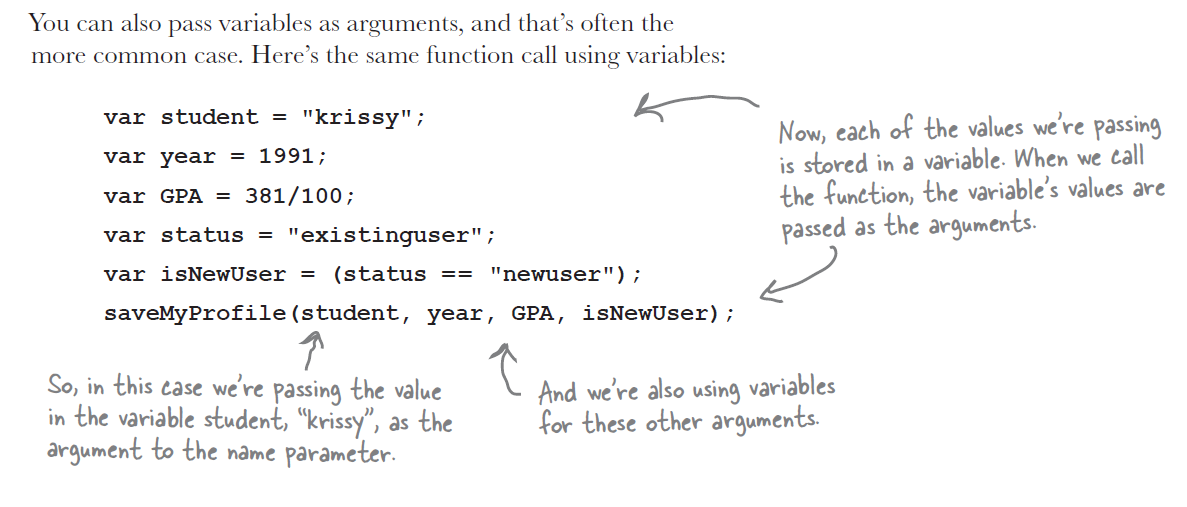 You can also pass variables as arguments, and that’s often the
more common case. Here’s the same function call using variables:
var student = "krissy";
var year = 1991;
var GPA = 381/100;
var status = "existinguser";
var isNewUser = (status == "newuser");
saveMyProfile(student, year, GPA, isNewUser);
Now, each of the values we’re passing
is stored in a variable. When we call
the function, the variable’s values are
passed as the arguments.
So, in this case we’re passing the value
in the variable student, “krissy”, as the
argument to the name parameter.
And we’re also using variables
for these other arguments.